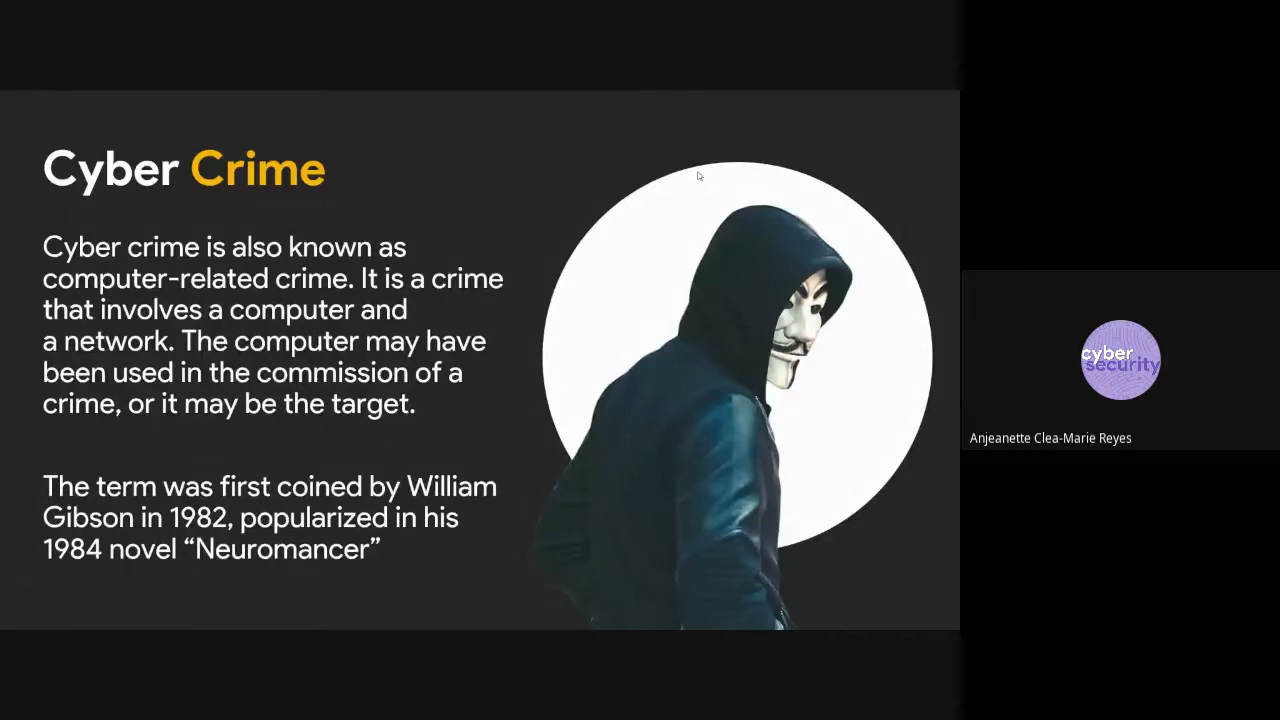 Cyber Crime
Cyber crime is also known as
computer-related crime. It is a crime
that involves a computer and
a network. The computer may have
been used in the commission of a
crime, or it may be the target.
The term was first coined by William
Gibson in 1982, popularized in his
1984 novel “Neuromancer”
cyber
security
Anjeanette Clea-Marie Reyes